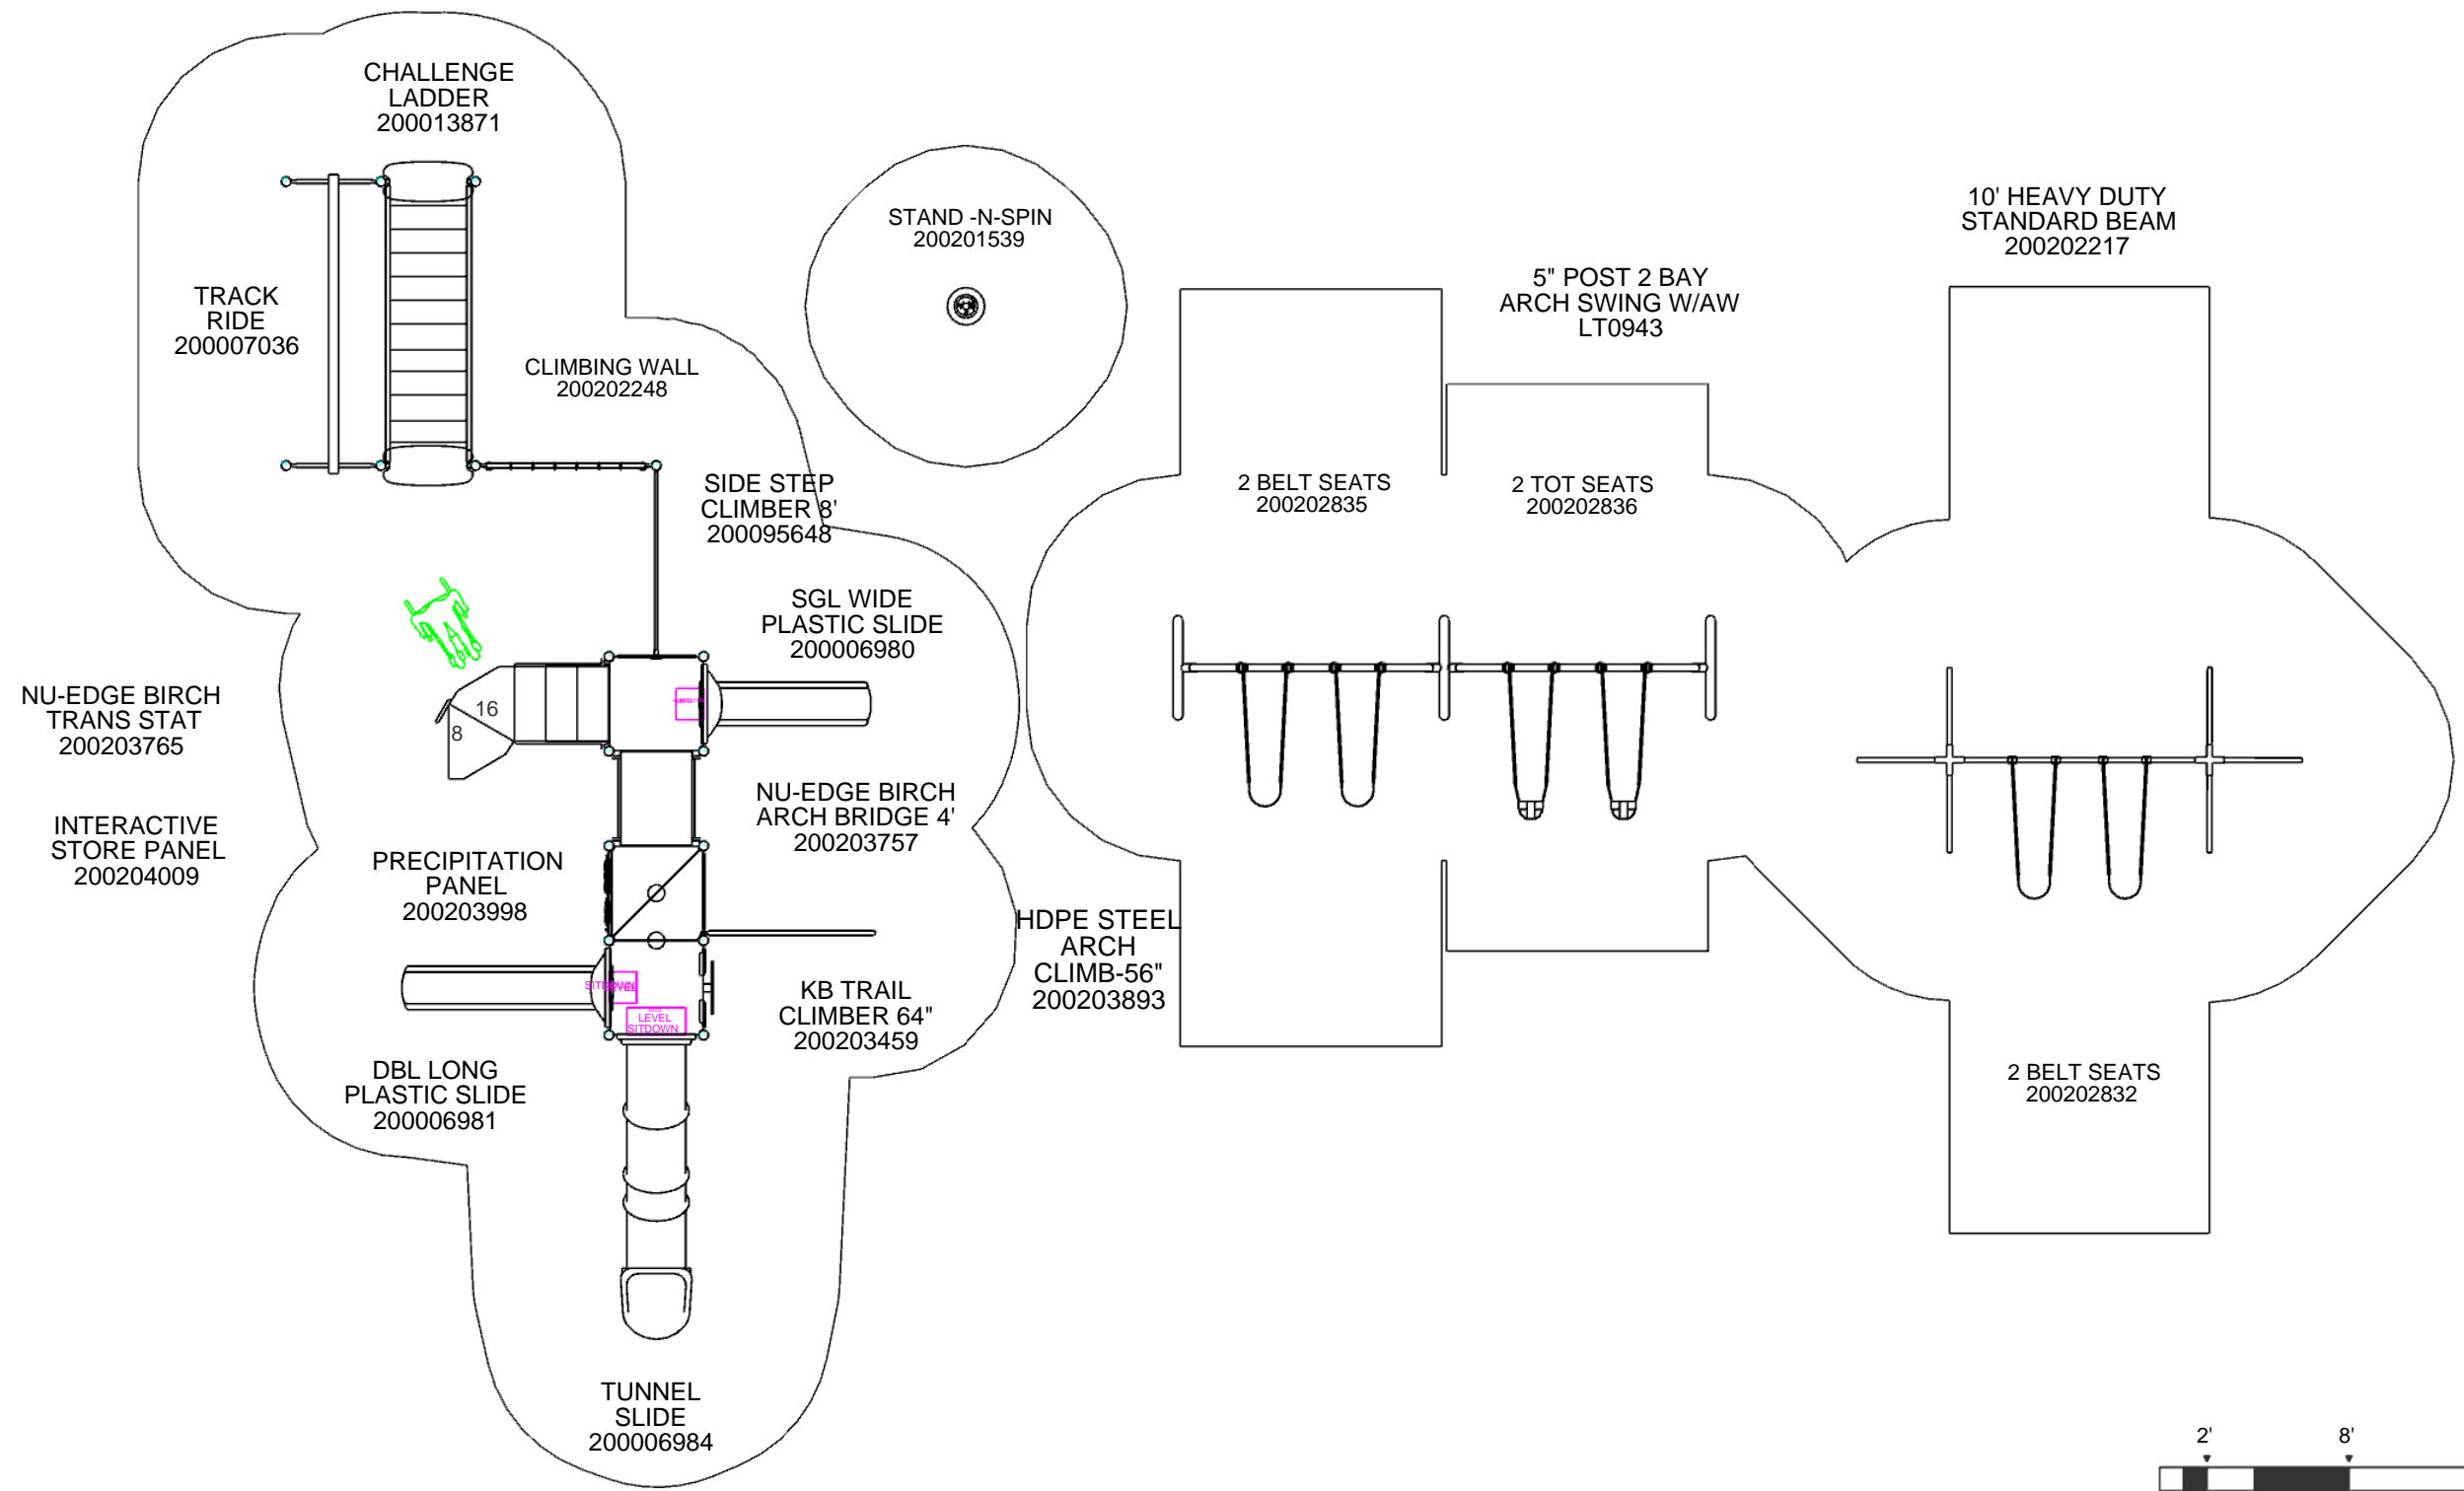 CHALLENGE
LADDER
200013871
TRACK
RIDE
200007036
CLIMBING WALL
200202248
STAND -N-SPIN
200201539
10' HEAVY DUTY
STANDARD BEAM
200202217
5" POST 2 BAY
ARCH SWING W/AW
LT0943
SIDE STEP
CLIMBER 8'
200095648
2 BELT SEATS
200202835
2 TOT SEATS
200202836
SGL WIDE
PLASTIC SLIDE
200006980
NU-EDGE BIRCH
TRANS STAT
200203765
16
8
NU-EDGE BIRCH
ARCH BRIDGE 4'
200203757
INTERACTIVE
STORE PANEL
200204009
PRECIPITATION
PANEL
200203998
HDPE STEEL
ARCH
CLIMB-56"
200203893
KB TRAIL
CLIMBER 64"
200203459
SITDOWN
LEVEL
SITDOWN
DBL LONG
PLASTIC SLIDE
200006981
2 BELT SEATS
200202832
TUNNEL
SLIDE
200006984
2'
8'